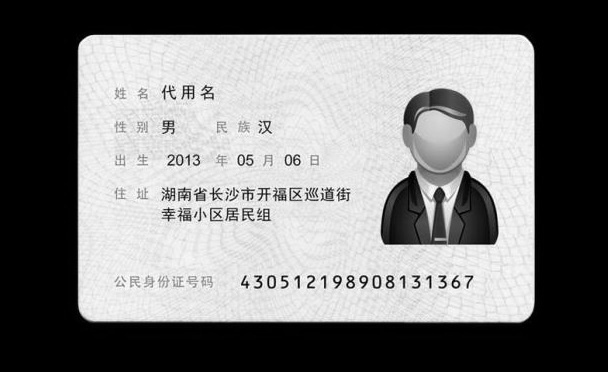 姓名 代用名
性别 男 民族 汉
出生 2013 年 05 月 06 日
住址 湖南省长沙市开福区巡道街
幸福小区居民组
公民身份证号码 430512198908131367